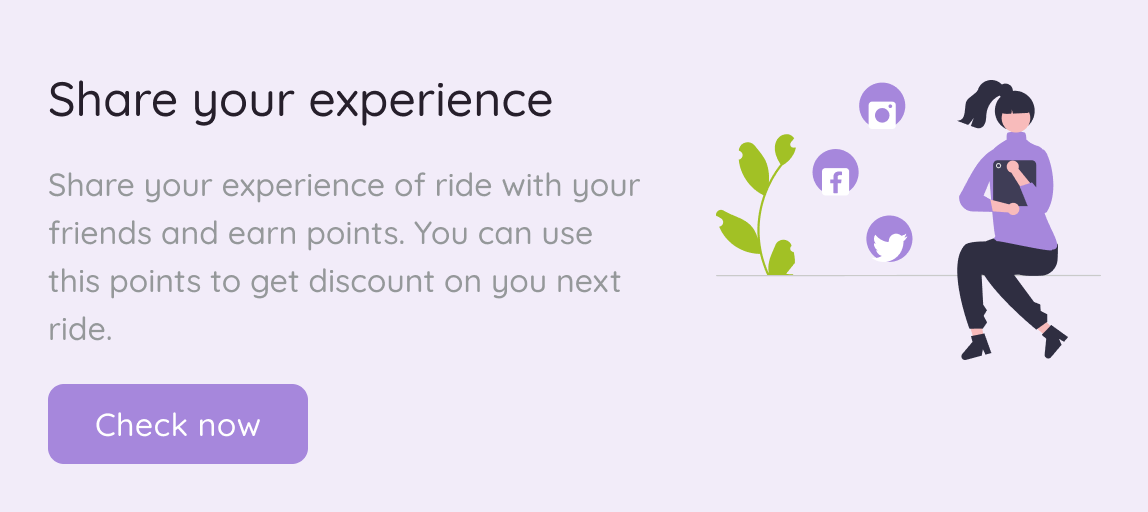 Share your experience
Share your experience of ride with your
friends and earn points. You can use
this points to get discount on you next
ride.
Check now